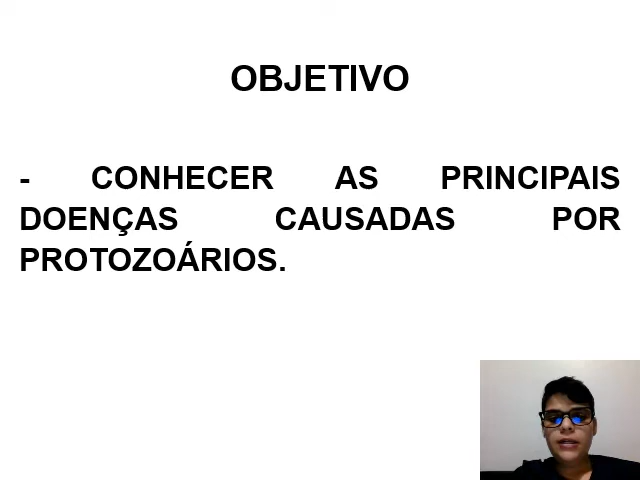 OBJETIVO
- CONHECER AS PRINCIPAIS
DOENÇAS CAUSADAS POR
PROTOZOÁRIOS.